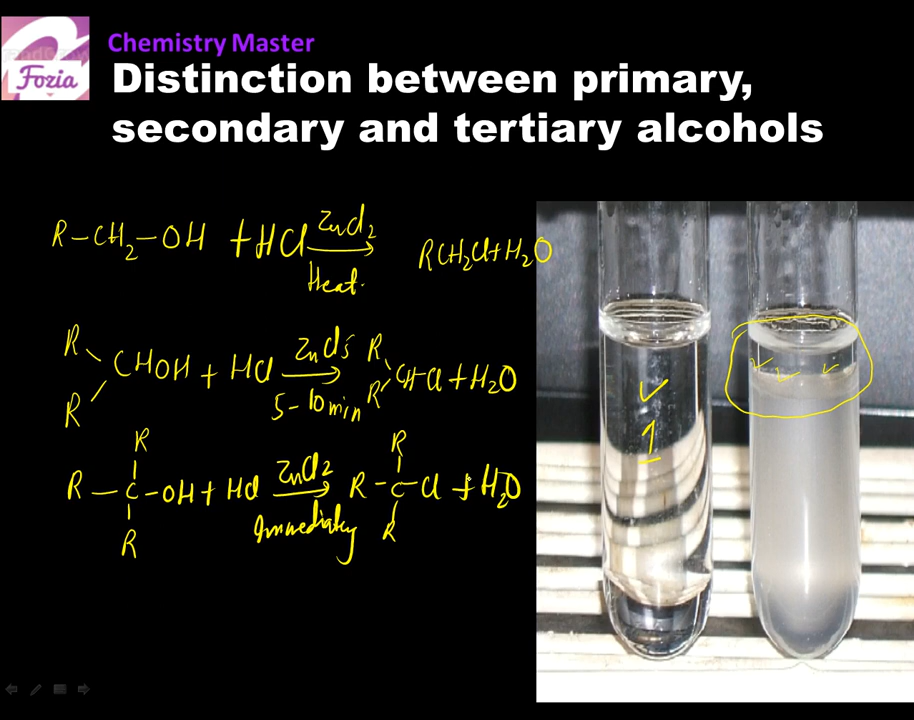 Chemistry Master
Fozia
Distinction between primary,
secondary and tertiary alcohols
R-CH2-OH + HCl ZnCl2 Heat. RCH2Cl + H2O
R R CHOH + HCl 5-10 min R R CH-Cl + H2O
R R-C-OH R + HCl ZnCl2 Immediately R R-C-Cl R + H2O
1